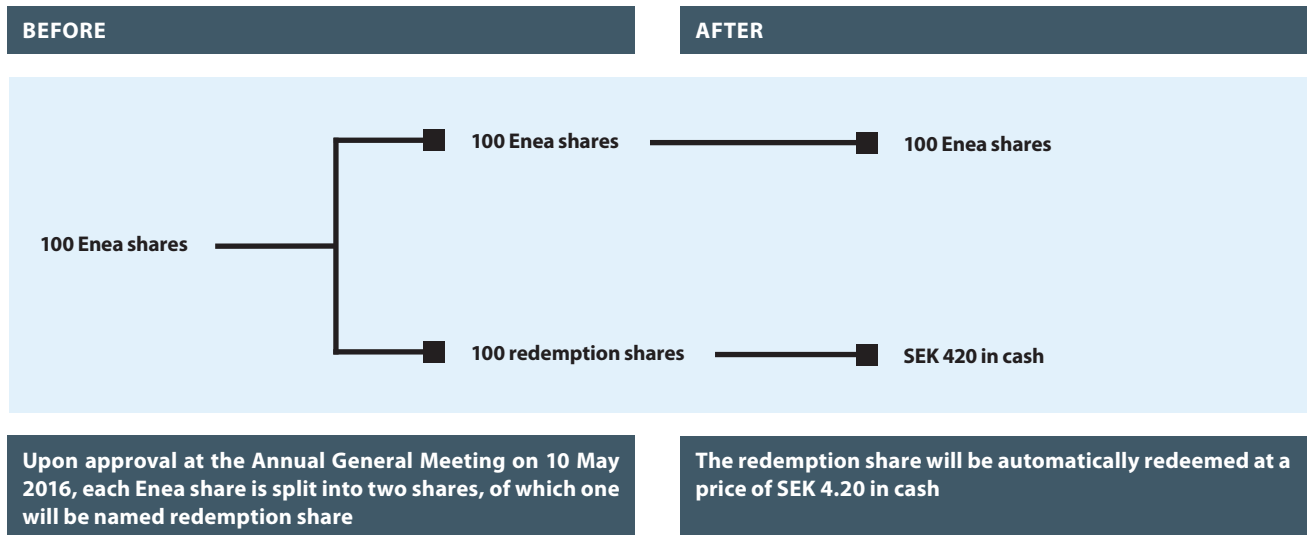 BEFORE
AFTER
100 Enea shares
100 Enea shares
100 Enea shares
100 redemption shares
SEK 420 in cash
Upon approval at the Annual General Meeting on 10 May
2016, each Enea share is split into two shares, of which one
will be named redemption share
The redemption share will be automatically redeemed at a
price of SEK 4.20 in cash